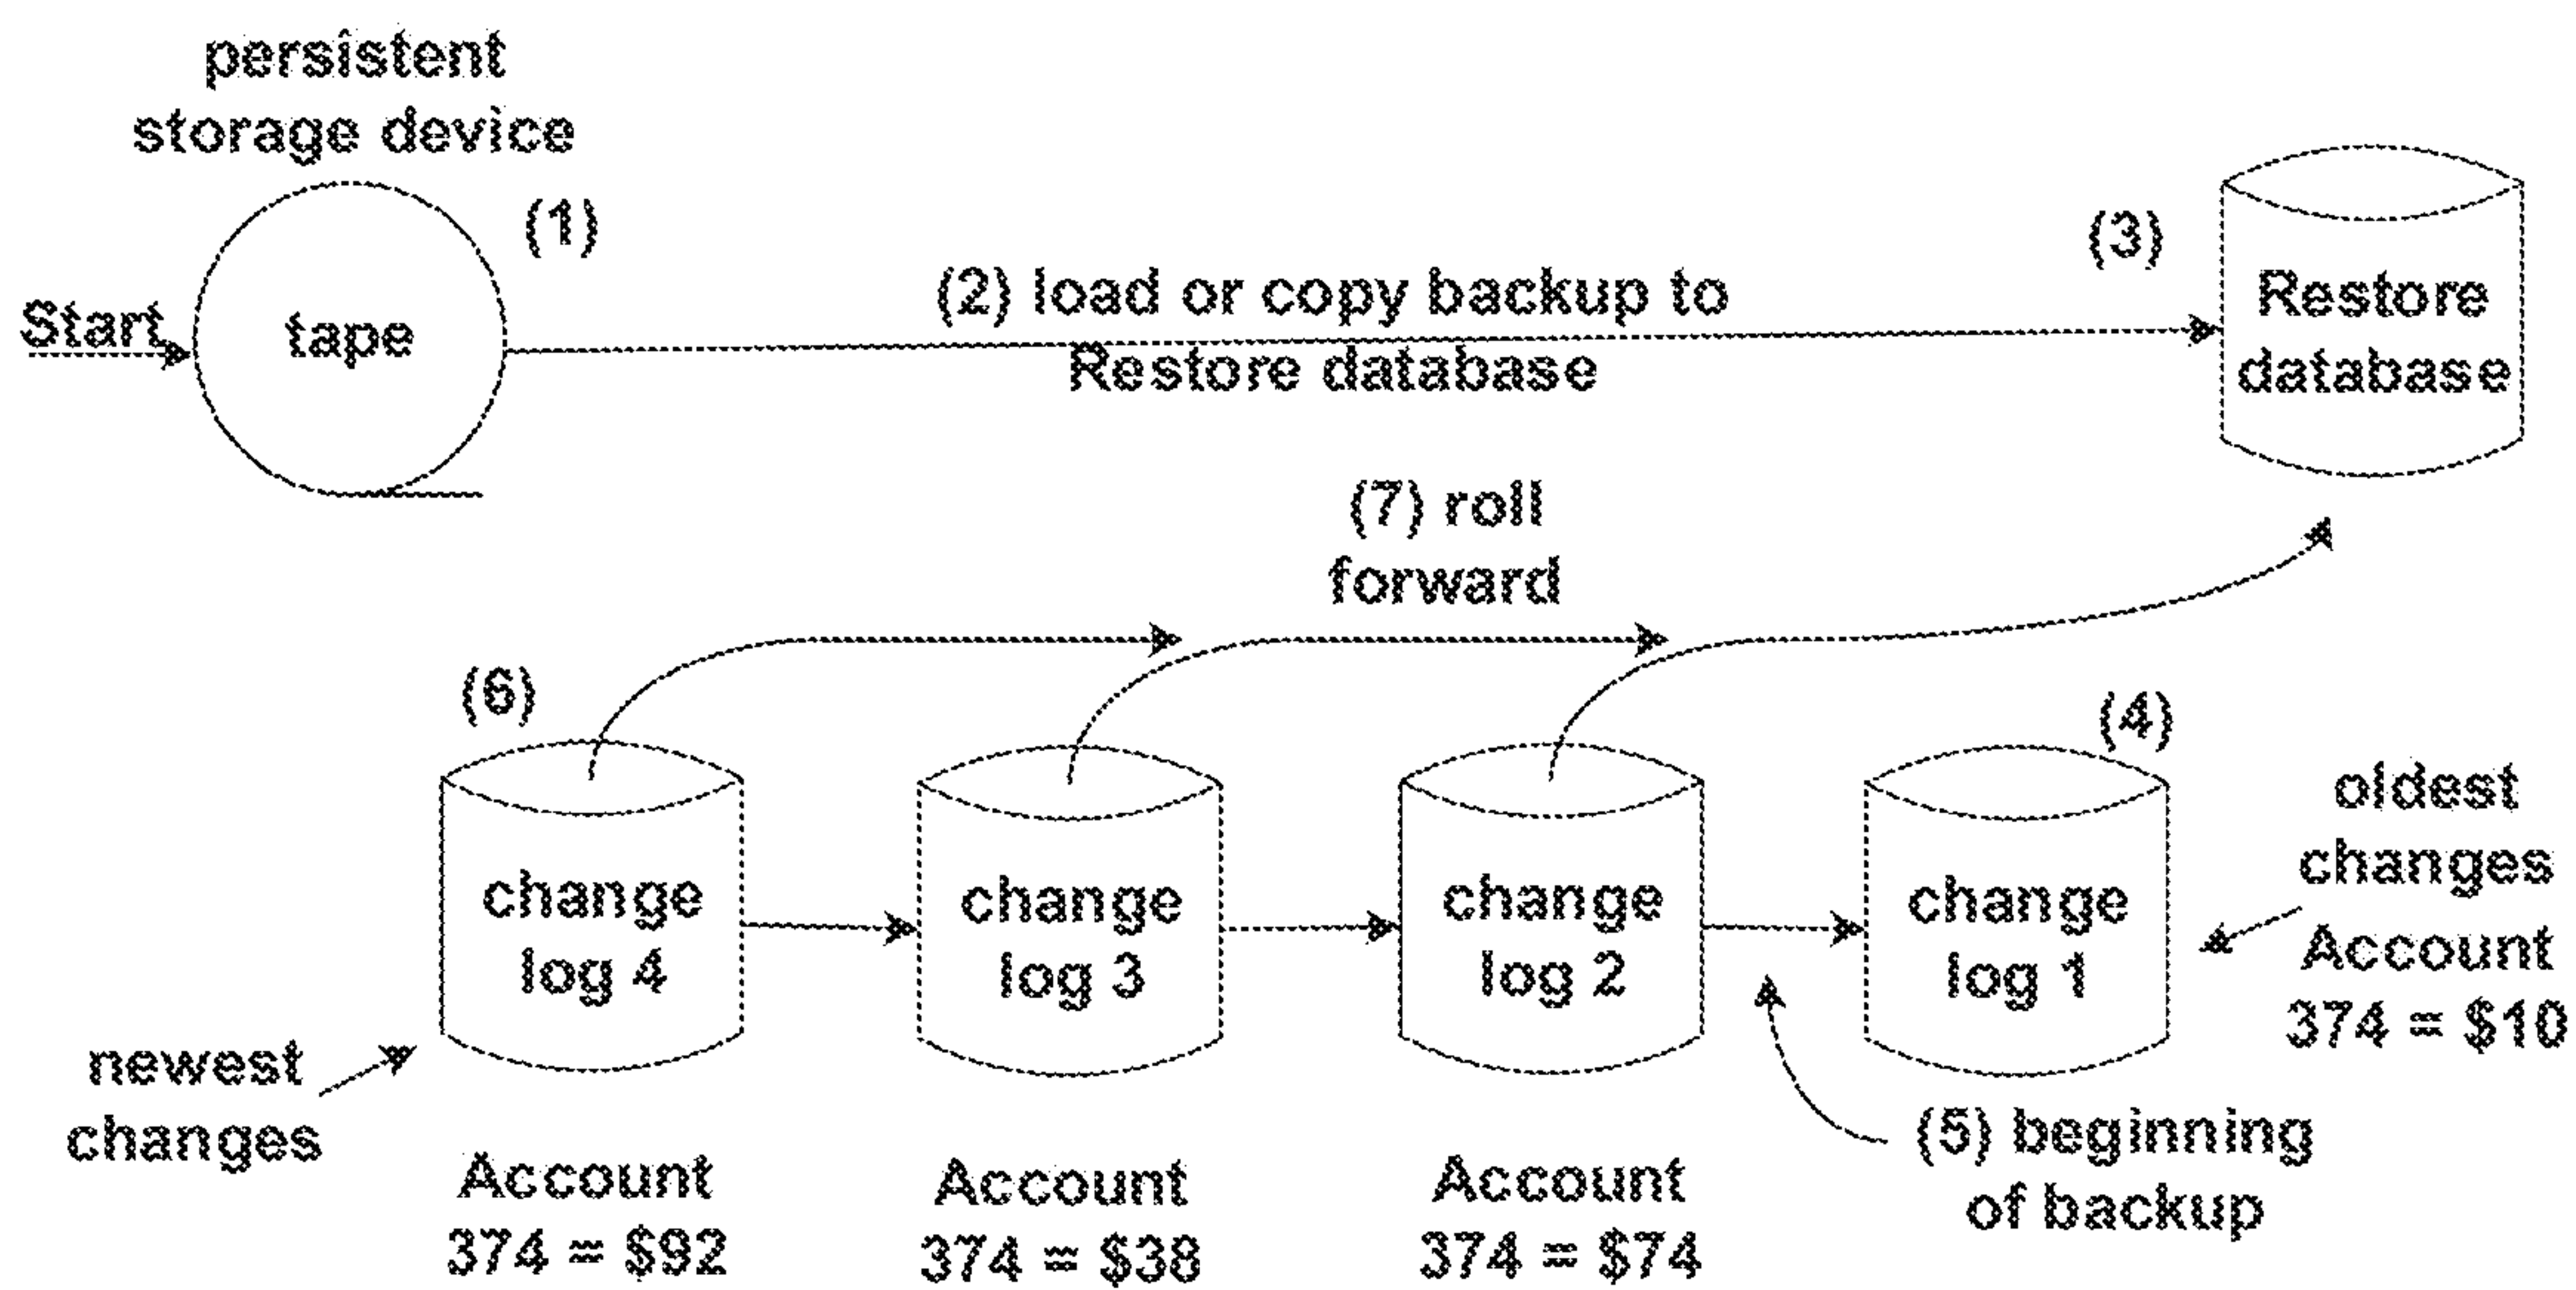 persistent
storage device
(1)
Start
tape
(2) load or copy backup to
Restore database
(3)
Restore
database
(7) roll
forward
(6)
(4)
change
log 4
change
log 3
change
log 2
change
log 1
oldest
changes
Account
374 = $10
newest
changes
Account
374 = $92
Account
374 = $38
Account
374 = $74
(5) beginning
of backup